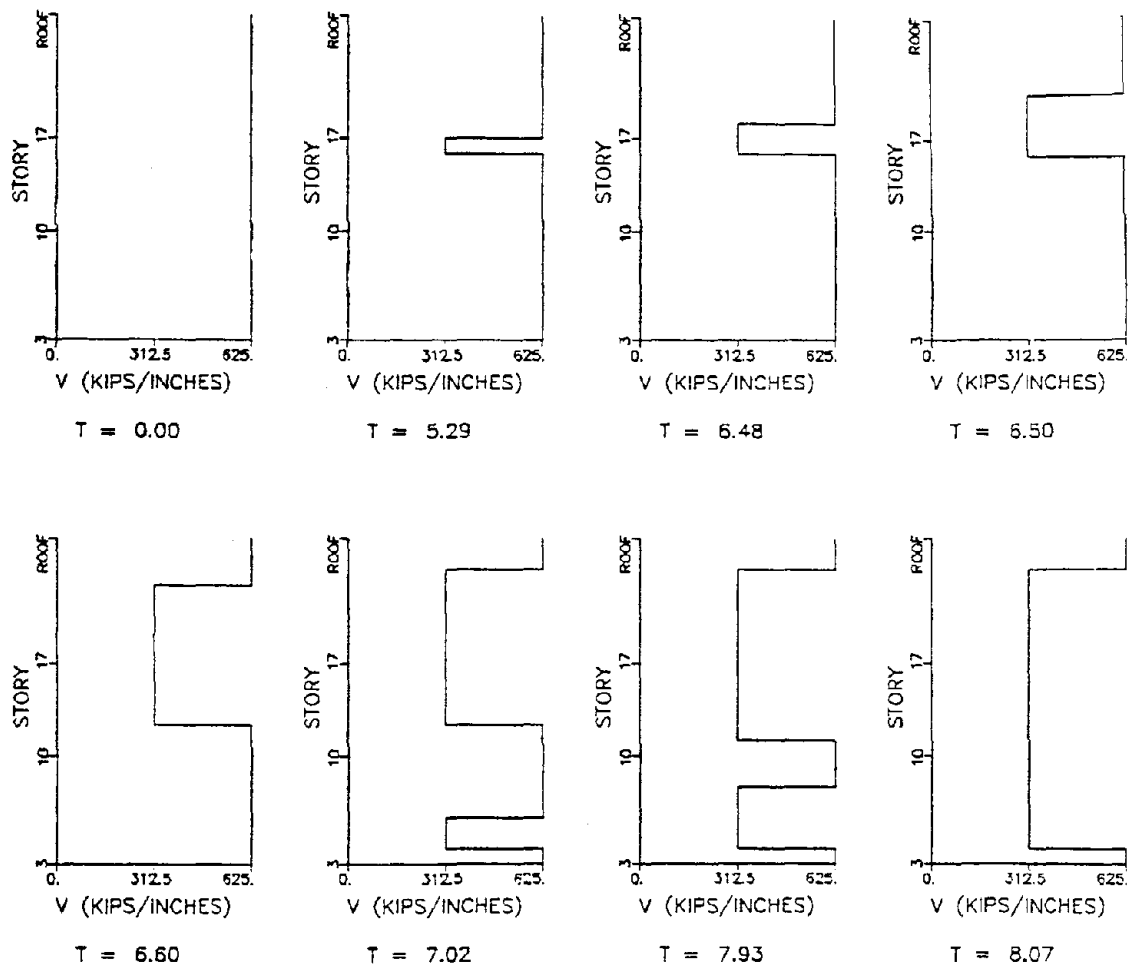 ROOF
17
STORY
10
3
0. 312.5 625.
V (KIPS/INCHES)
T = 0.00
ROOF
17
STORY
10
3
0. 312.5 625.
V (KIPS/INCHES)
T = 5.29
ROOF
17
STORY
10
3
0. 312.5 625.
V (KIPS/INCHES)
T = 6.48
ROOF
17
STORY
10
3
0. 312.5 625.
V (KIPS/INCHES)
T = 6.50
ROOF
17
STORY
10
3
0. 312.5 625.
V (KIPS/INCHES)
T = 6.60
ROOF
17
STORY
10
3
0. 312.5 625.
V (KIPS/INCHES)
T = 7.02
ROOF
17
STORY
10
3
0. 312.5 625.
V (KIPS/INCHES)
T = 7.93
ROOF
17
STORY
10
3
0. 312.5 625.
V (KIPS/INCHES)
T = 8.07